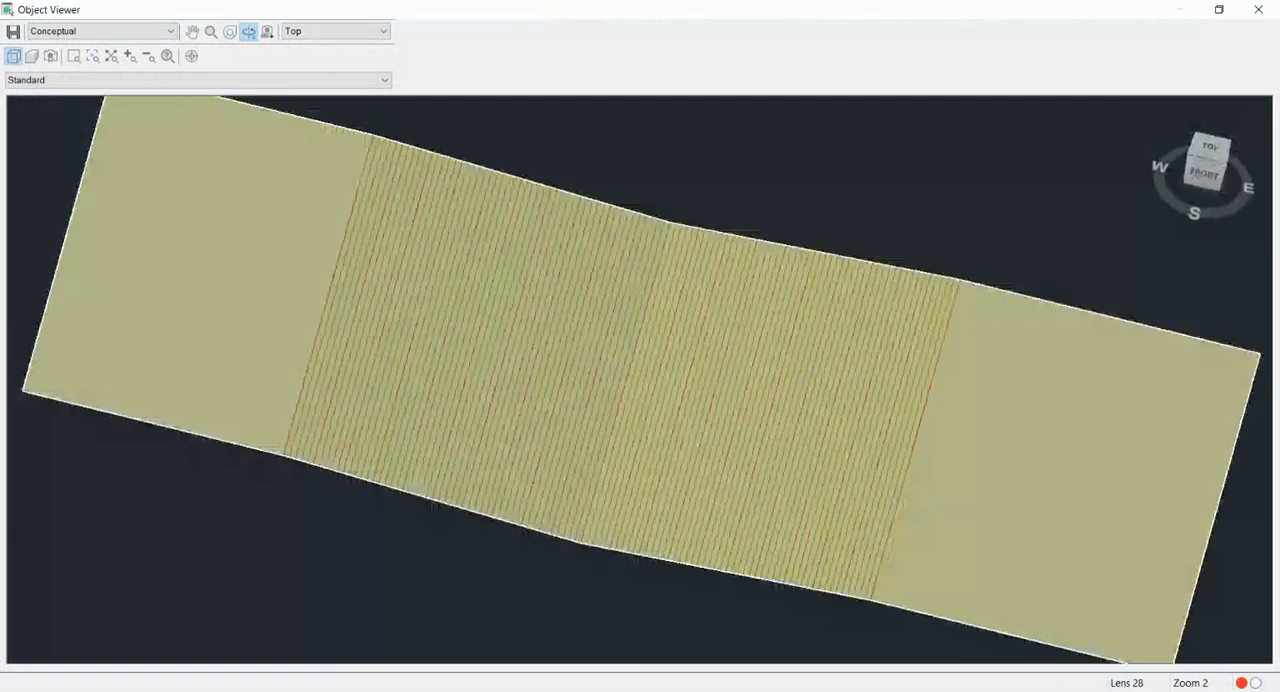 Object Viewer
Conceptual
Top
Standard
TOP
W
FRONT
E
S
Lens 28
Zoom 2